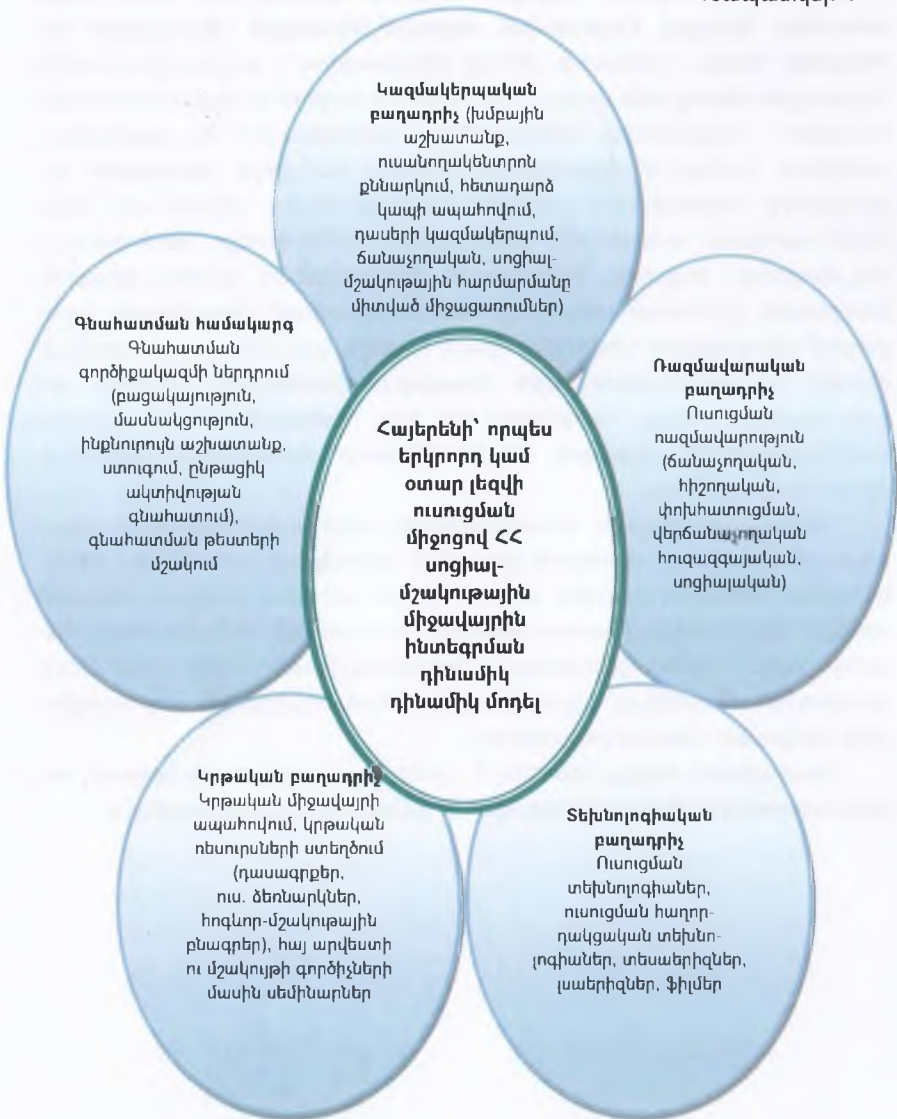 Կազմակերպական
բաղադրիչ (խմբային
աշխատանք,
ուսանողակենտրոն
քննարկում, հետադարձ
կապի ապահովում,
դասերի կազմակերպում,
ճանաչողական, սոցիալ-
մշակութային հարմարմանը
միտված միջոցառումներ)
Գնահատման համակարգ
Գնահատման
գործիքակազմի ներդրում
(բացակայություն,
մասնակցություն,
ինքնուրույն աշխատանք,
ստուգում, ընթացիկ
ակտիվության
գնահատում),
գնահատման թեստերի
մշակում
Ռազմավարական
բաղադրիչ
Ուսուցման
ռազմավարություն
(ճանաչողական,
հիշողական,
փոխհատուցման,
վերճանաչողական
հուզազգայական,
սոցիալական)
Հայերենի՝ որպես
երկրորդ կամ
օտար լեզվի
ուսուցման
միջոցով ՀՀ
սոցիալ-
մշակութային
միջավայրին
ինտեգրման
դինամիկ
դինամիկ մոդել
Կրթական բաղադրիչ
Կրթական միջավայրի
ապահովում, կրթական
ռեսուրսների ստեղծում
(դասագրքեր,
ուս. ձեռնարկներ,
հոգևոր-մշակութային
բնագրեր), հայ արվեստի
ու մշակույթի գործիչների
մասին սեմինարներ
Տեխնոլոգիական
բաղադրիչ
Ուսուցման
տեխնոլոգիաներ,
ուսուցման հաղոր-
դակցական տեխնո-
լոգիաներ, տեսաերիզներ,
լսաերիզներ, ֆիլմեր